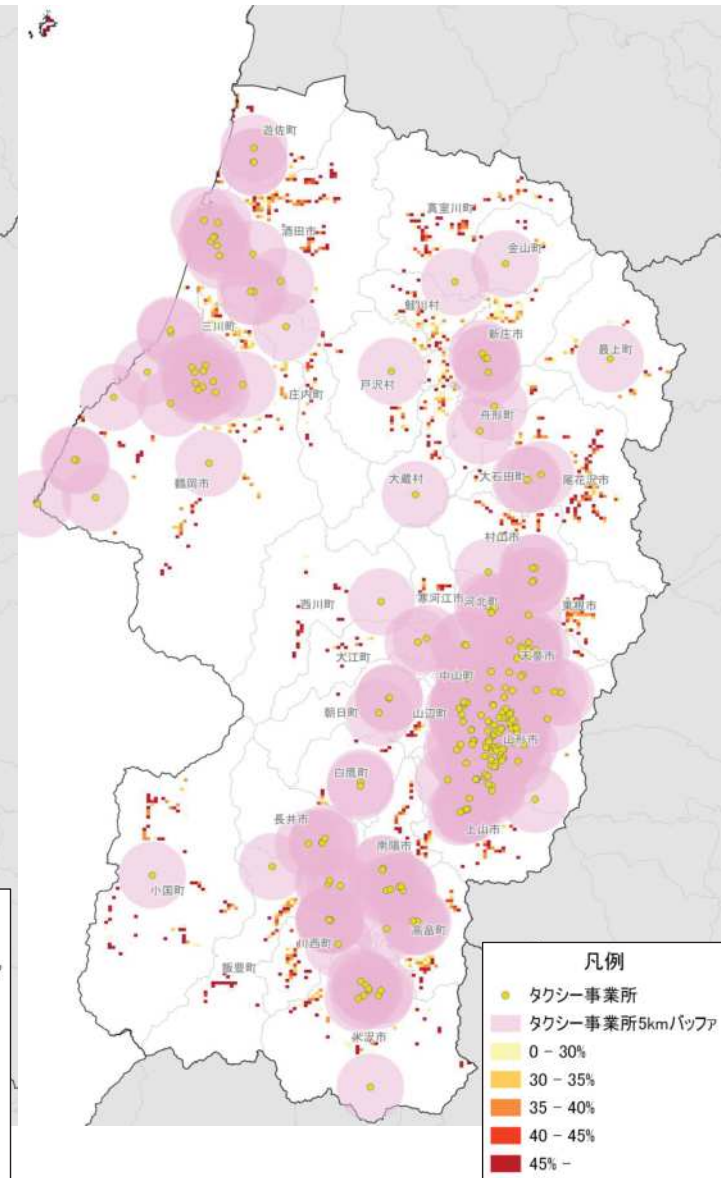 遊佐町
酒田市
真室川町
金山町
鮭川村
三川町
新庄市
最上町
戸沢村
庄内町
舟形町
大蔵村
大石田町
尾花沢市
鶴岡市
村山市
西川町
寒河江市
河北町
東根市
大江町
天童市
中山町
朝日町
山辺町
山形市
白鷹町
長井市
上山市
南陽市
小国町
高畠町
川西町
飯豊町
米沢市
凡例
タクシー事業所
タクシー事業所5kmバッファ
0 - 30%
30 - 35%
35 - 40%
40 - 45%
45% -